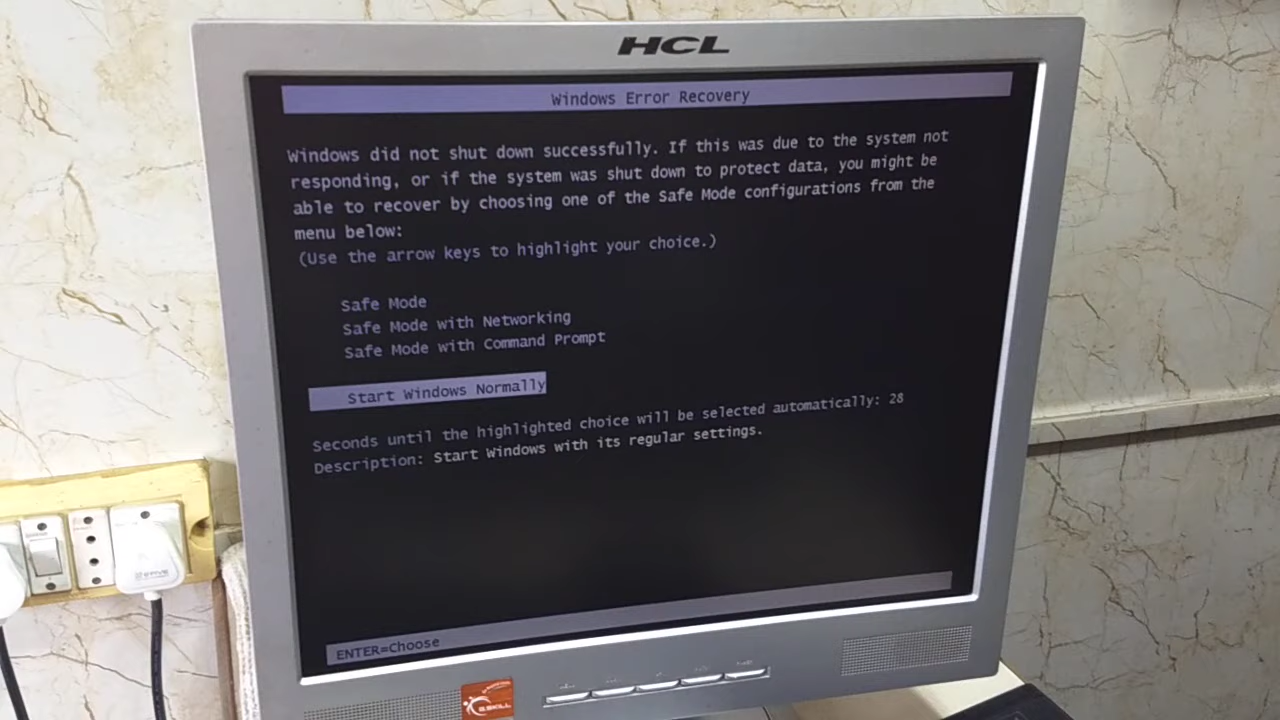 HCL
Windows Error Recovery
Windows did not shut down successfully. If this was due to the system not
responding, or if the system was shut down to protect data, you might be
able to recover by choosing one of the Safe Mode configurations from the
menu below:
(Use the arrow keys to highlight your choice.)
Safe Mode
Safe Mode with Networking
Safe Mode with Command Prompt
Start Windows Normally
Seconds until the highlighted choice will be selected automatically: 28
Description: Start Windows with its regular settings.
ENTER=Choose
G.SKILL